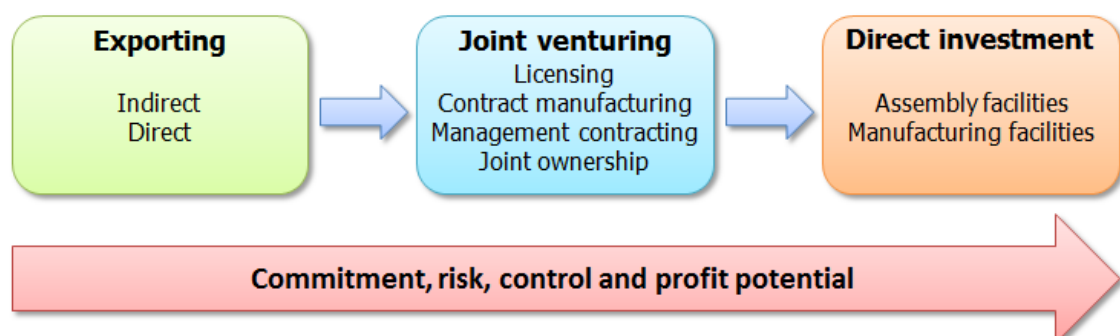 Exporting
Indirect
Direct
Joint venturing
Licensing
Contract manufacturing
Management contracting
Joint ownership
Direct investment
Assembly facilities
Manufacturing facilities
Commitment, risk, control and profit potential